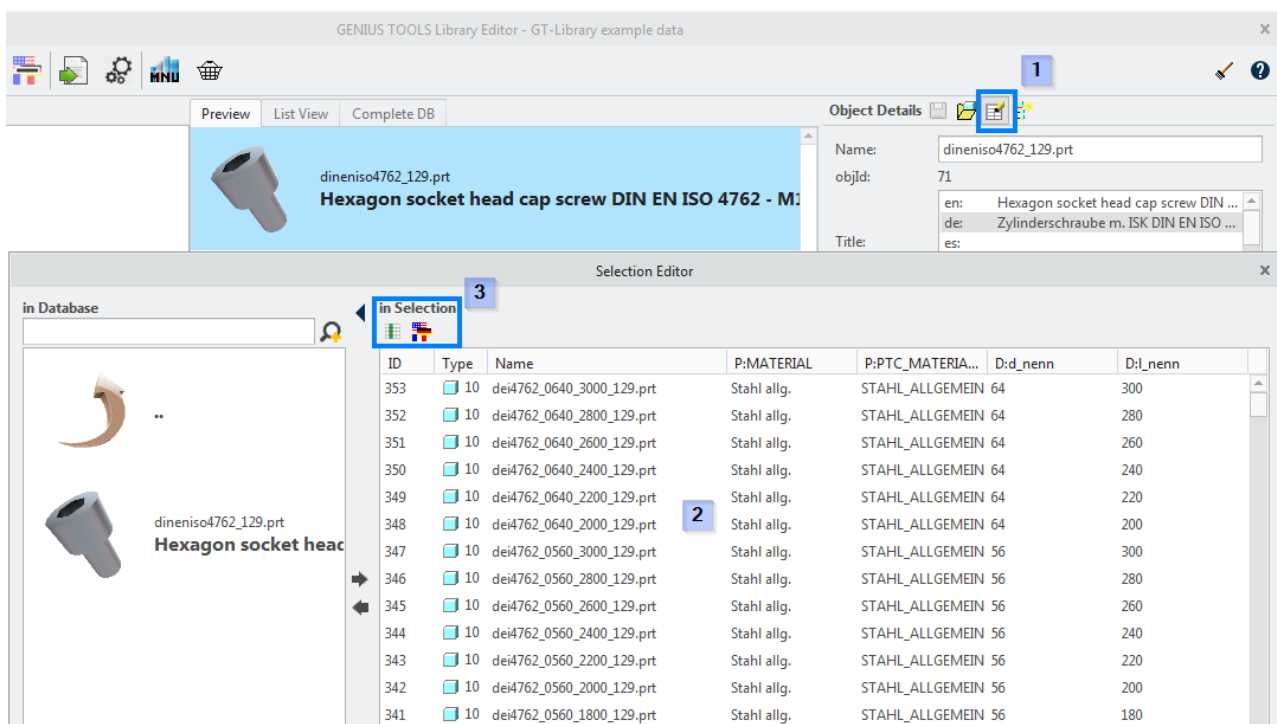 GENIUS TOOLS Library Editor - GT-Library example data
MNU
1
Preview List View Complete DB
Object Details
Name: dineniso4762_129.prt
objId: 71
en: Hexagon socket head cap screw DIN ...
de: Zylinderschraube m. ISK DIN EN ISO ...
Title: es:
dineniso4762_129.prt
Hexagon socket head cap screw DIN EN ISO 4762 - M1
Selection Editor
in Database
3
in Selection
..
dineniso4762_129.prt
Hexagon socket head
2
ID Type Name P:MATERIAL P:PTC_MATERIA... D:d_nenn D:l_nenn
353 10 dei4762_0640_3000_129.prt Stahl allg. STAHL_ALLGEMEIN 64 300
352 10 dei4762_0640_2800_129.prt Stahl allg. STAHL_ALLGEMEIN 64 280
351 10 dei4762_0640_2600_129.prt Stahl allg. STAHL_ALLGEMEIN 64 260
350 10 dei4762_0640_2400_129.prt Stahl allg. STAHL_ALLGEMEIN 64 240
349 10 dei4762_0640_2200_129.prt Stahl allg. STAHL_ALLGEMEIN 64 220
348 10 dei4762_0640_2000_129.prt Stahl allg. STAHL_ALLGEMEIN 64 200
347 10 dei4762_0560_3000_129.prt Stahl allg. STAHL_ALLGEMEIN 56 300
346 10 dei4762_0560_2800_129.prt Stahl allg. STAHL_ALLGEMEIN 56 280
345 10 dei4762_0560_2600_129.prt Stahl allg. STAHL_ALLGEMEIN 56 260
344 10 dei4762_0560_2400_129.prt Stahl allg. STAHL_ALLGEMEIN 56 240
343 10 dei4762_0560_2200_129.prt Stahl allg. STAHL_ALLGEMEIN 56 220
342 10 dei4762_0560_2000_129.prt Stahl allg. STAHL_ALLGEMEIN 56 200
341 10 dei4762_0560_1800_129.prt Stahl allg. STAHL_ALLGEMEIN 56 180